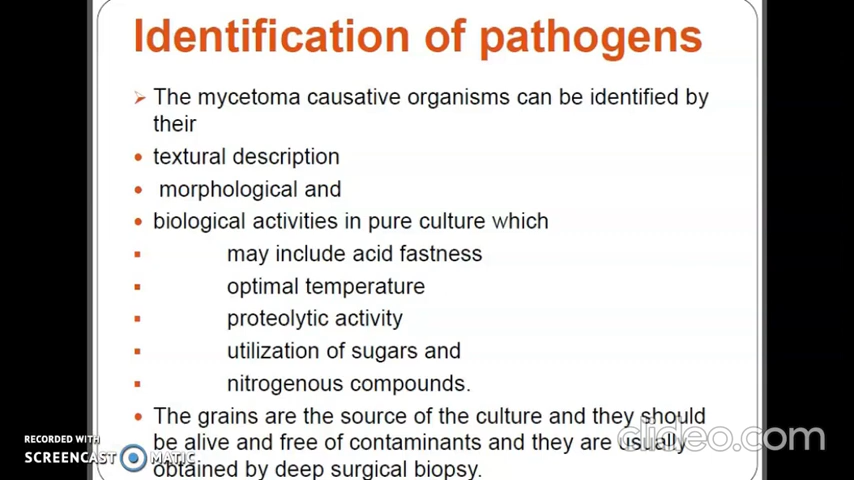 Identification of pathogens
The mycetoma causative organisms can be identified by
their
textural description
morphological and
biological activities in pure culture which
may include acid fastness
optimal temperature
proteolytic activity
utilization of sugars and
nitrogenous compounds.
The grains are the source of the culture and they should
be alive and free of contaminants and they are usually
obtained by deep surgical biopsy.
clideo.com
RECORDED WITH
SCREENCAST MATIC